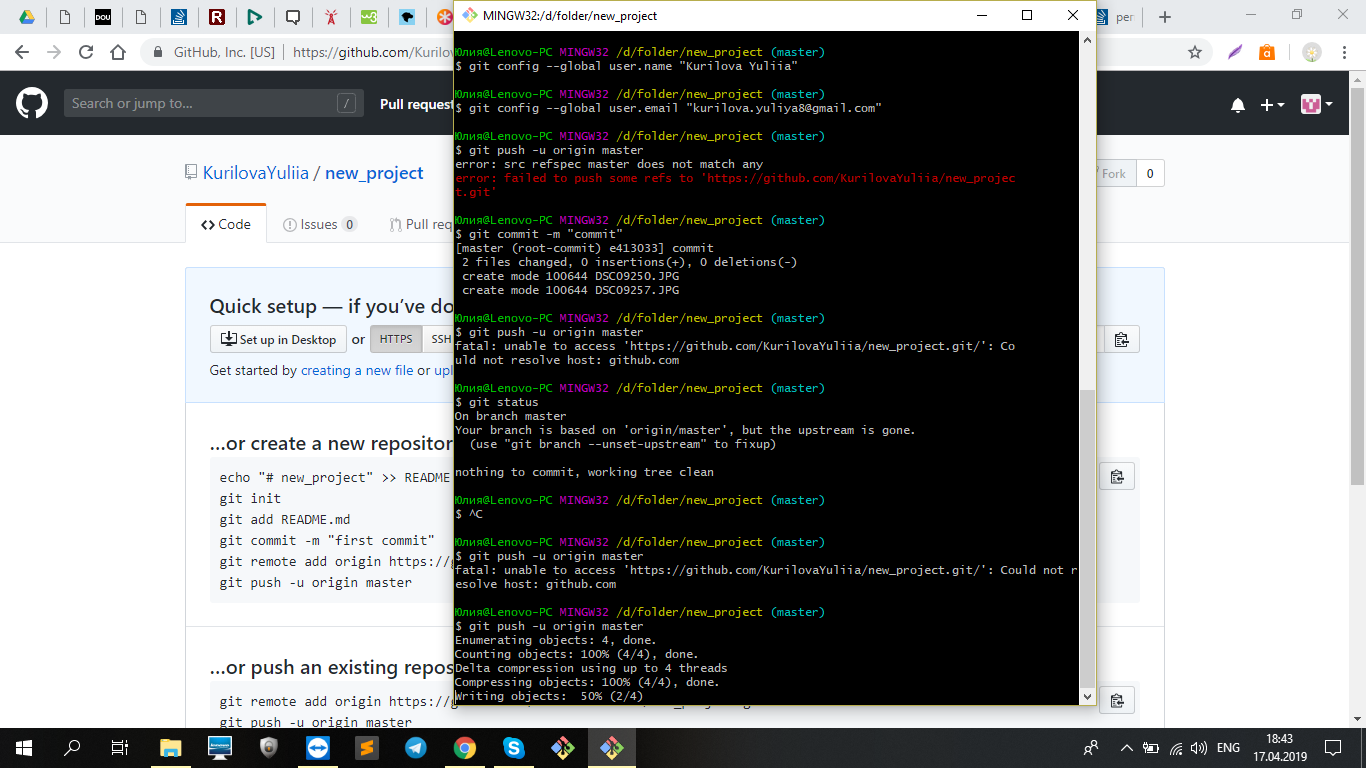 MINGW32:/d/folder/new_project
DOU
R
w3
per
GitHub, Inc. [US] | https://github.com/Kurilov
Search or jump to...
/
Pull request
KurilovaYuliia / new_project
Fork 0
Code
Issues 0
Pull req
Quick setup — if you’ve do
Set up in Desktop or HTTPS SSH
Get started by creating a new file or upl
...or create a new repositor
echo "# new_project" >> README
git init
git add README.md
git commit -m "first commit"
git remote add origin https://g
git push -u origin master
...or push an existing repos
git remote add origin https://g
git push -u origin master
Юлия@Lenovo-PC MINGW32 /d/folder/new_project (master)
$ git config --global user.name "Kurilova Yuliia"
Юлия@Lenovo-PC MINGW32 /d/folder/new_project (master)
$ git config --global user.email "kurilova.yuliya8@gmail.com"
Юлия@Lenovo-PC MINGW32 /d/folder/new_project (master)
$ git push -u origin master
error: src refspec master does not match any
error: failed to push some refs to 'https://github.com/KurilovaYuliia/new_projec
t.git'
Юлия@Lenovo-PC MINGW32 /d/folder/new_project (master)
$ git commit -m "commit"
[master (root-commit) e413033] commit
2 files changed, 0 insertions(+), 0 deletions(-)
create mode 100644 DSC09250.JPG
create mode 100644 DSC09257.JPG
Юлия@Lenovo-PC MINGW32 /d/folder/new_project (master)
$ git push -u origin master
fatal: unable to access 'https://github.com/KurilovaYuliia/new_project.git/': Co
uld not resolve host: github.com
Юлия@Lenovo-PC MINGW32 /d/folder/new_project (master)
$ git status
On branch master
Your branch is based on 'origin/master', but the upstream is gone.
(use "git branch --unset-upstream" to fixup)
nothing to commit, working tree clean
Юлия@Lenovo-PC MINGW32 /d/folder/new_project (master)
$ ^C
Юлия@Lenovo-PC MINGW32 /d/folder/new_project (master)
$ git push -u origin master
fatal: unable to access 'https://github.com/KurilovaYuliia/new_project.git/': Could not r
esolve host: github.com
Юлия@Lenovo-PC MINGW32 /d/folder/new_project (master)
$ git push -u origin master
Enumerating objects: 4, done.
Counting objects: 100% (4/4), done.
Delta compression using up to 4 threads
Compressing objects: 100% (4/4), done.
Writing objects: 50% (2/4)
ENG
18:43
17.04.2019